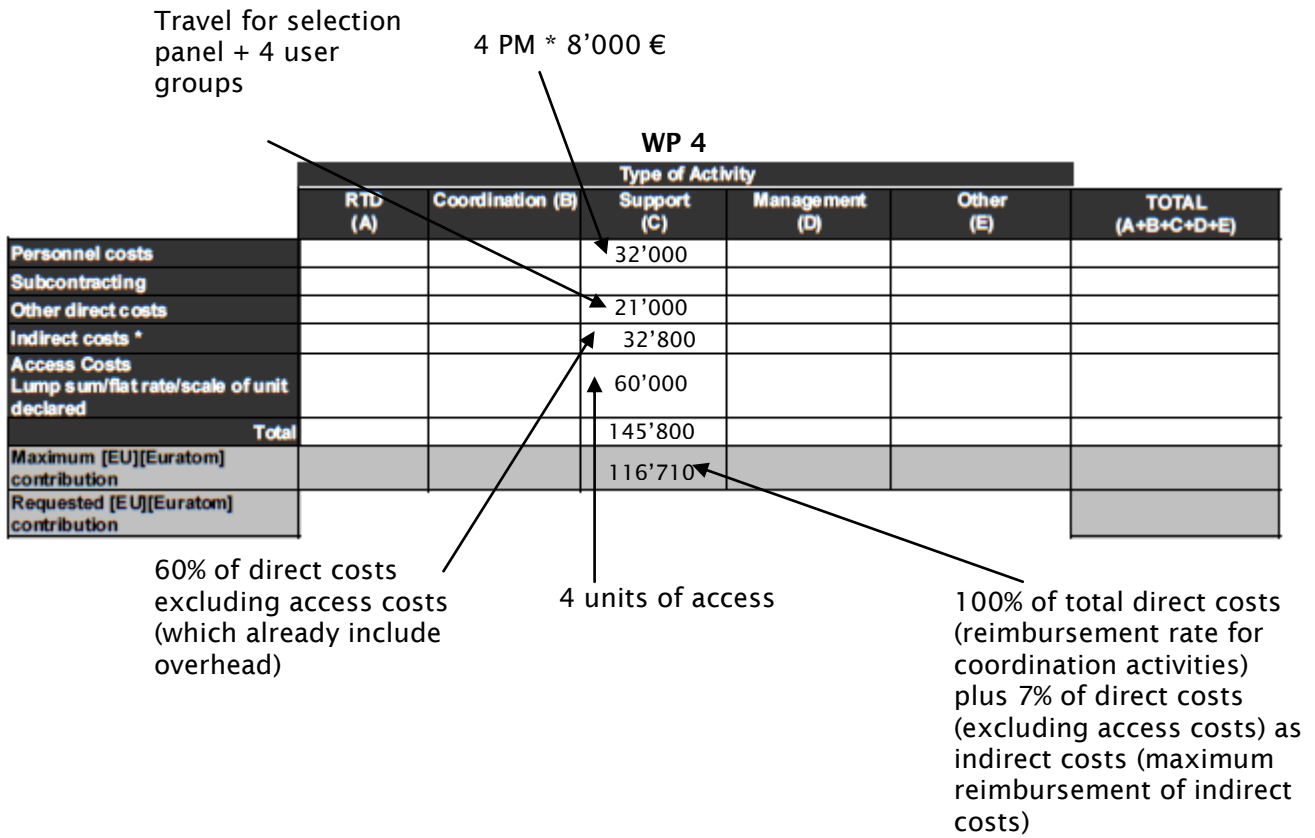 Travel for selection
panel + 4 user
groups
4 PM * 8’000 €
WP 4
Type of Activity
RTD
(A)
Coordination (B)
Support
(C)
Management
(D)
Other
(E)
TOTAL
(A+B+C+D+E)
Personnel costs
32’000
Subcontracting
Other direct costs
21’000
Indirect costs *
32’800
Access Costs
Lump sum/flat rate/scale of unit
declared
60’000
Total
145’800
Maximum [EU][Euratom]
contribution
116’710
Requested [EU][Euratom]
contribution
60% of direct costs
excluding access costs
(which already include
overhead)
4 units of access
100% of total direct costs
(reimbursement rate for
coordination activities)
plus 7% of direct costs
(excluding access costs) as
indirect costs (maximum
reimbursement of indirect
costs)